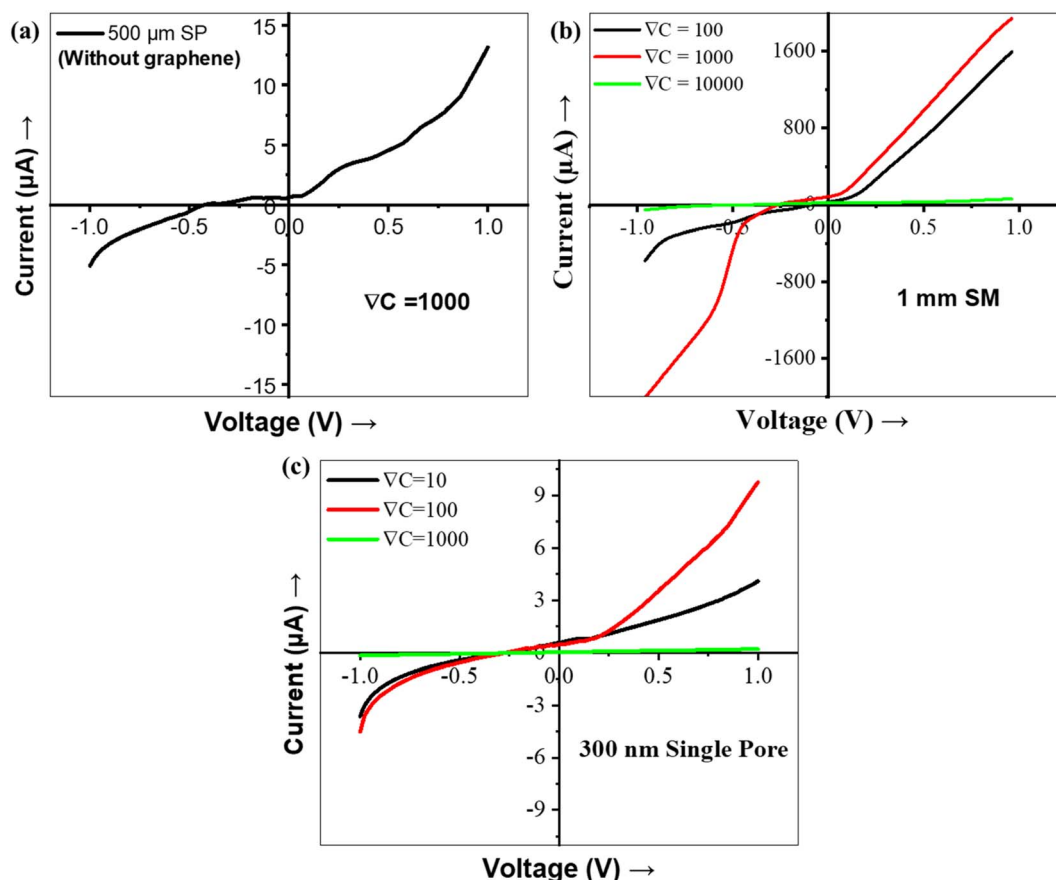 (a)
500 µm SP
(Without graphene)
15
10
5
0
-5
-10
-15
-1.0
-0.5
0.0
0.5
1.0
∇C =1000
Current (µA) →
Voltage (V) →
(b)
∇C = 100
∇C = 1000
∇C = 10000
1600
800
0
-800
-1600
-1.0
-0.5
0.0
0.5
1.0
1 mm SM
Current (µA) →
Voltage (V) →
(c)
∇C=10
∇C=100
∇C=1000
9
6
3
0
-3
-6
-9
-1.0
-0.5
0.0
0.5
1.0
300 nm Single Pore
Current (µA) →
Voltage (V) →